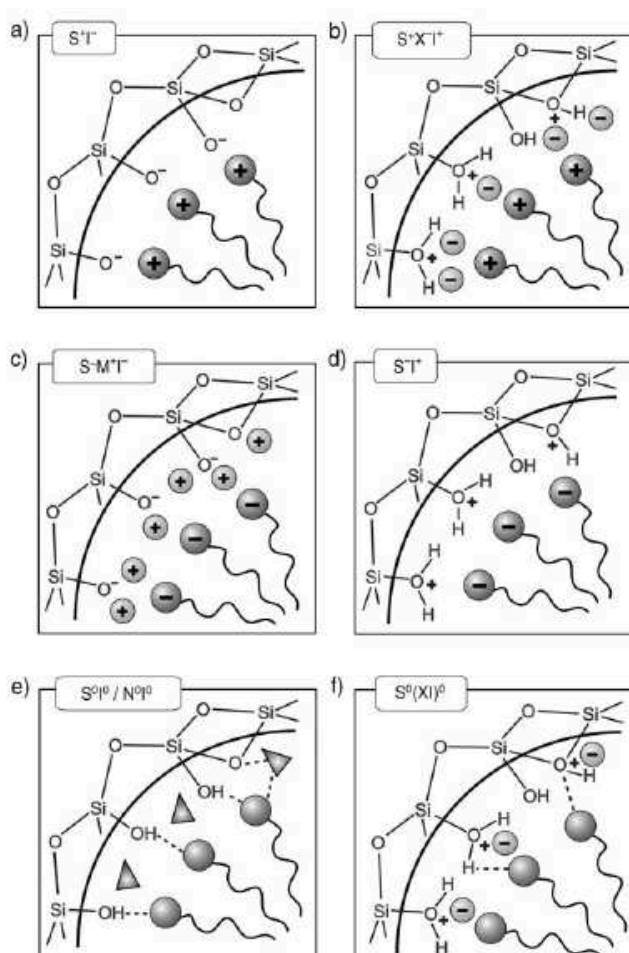 a) S⁺I⁻
Si
O Si
O
O⁻
Si
O⁻ +
O +
Si O⁻ +
b) S⁺X⁻I⁺
Si
O Si
O H + −
OH −
Si O H + − +
O H +
H
Si O + −
H − +
c) S⁻M⁺I⁻
O Si
Si
O O +
O⁻
Si + +
O⁻ −
O + −
Si +
O⁻ −
+
d) S⁻I⁺
O Si
Si
O O
+ H
OH
Si O H +
H −
O H −
Si O +
H −
e) S⁰I⁰ / N⁰I⁰
O Si
Si
O O
OH
Si
OH
O
Si OH
f) S⁰(XI)⁰
O Si
Si
O O + −
H
OH
Si O H
+ −
O H
H
Si O + −
H